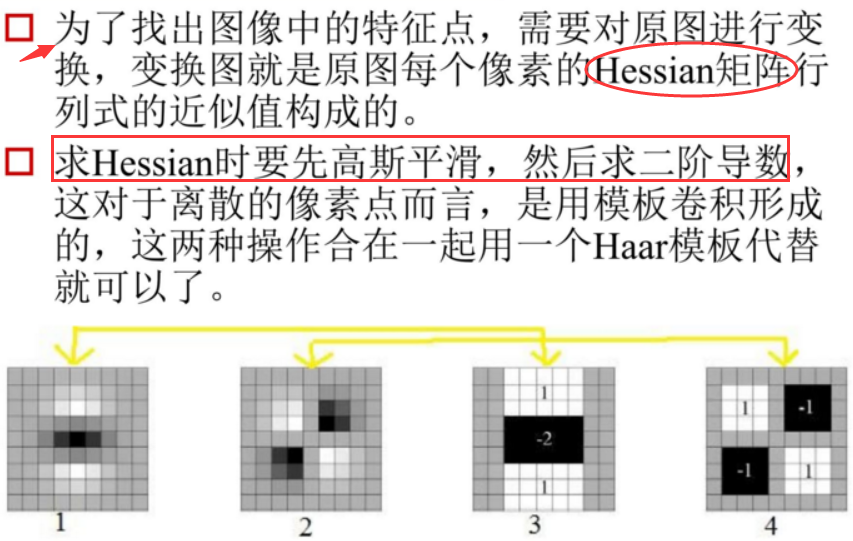 为了找出图像中的特征点，需要对原图进行变
换，变换图就是原图每个像素的Hessian矩阵行
列式的近似值构成的。
求Hessian时要先高斯平滑，然后求二阶导数，
这对于离散的像素点而言，是用模板卷积形成
的，这两种操作合在一起用一个Haar模板代替
就可以了。
1
-2
1
1 -1
-1 1
1 2 3 4